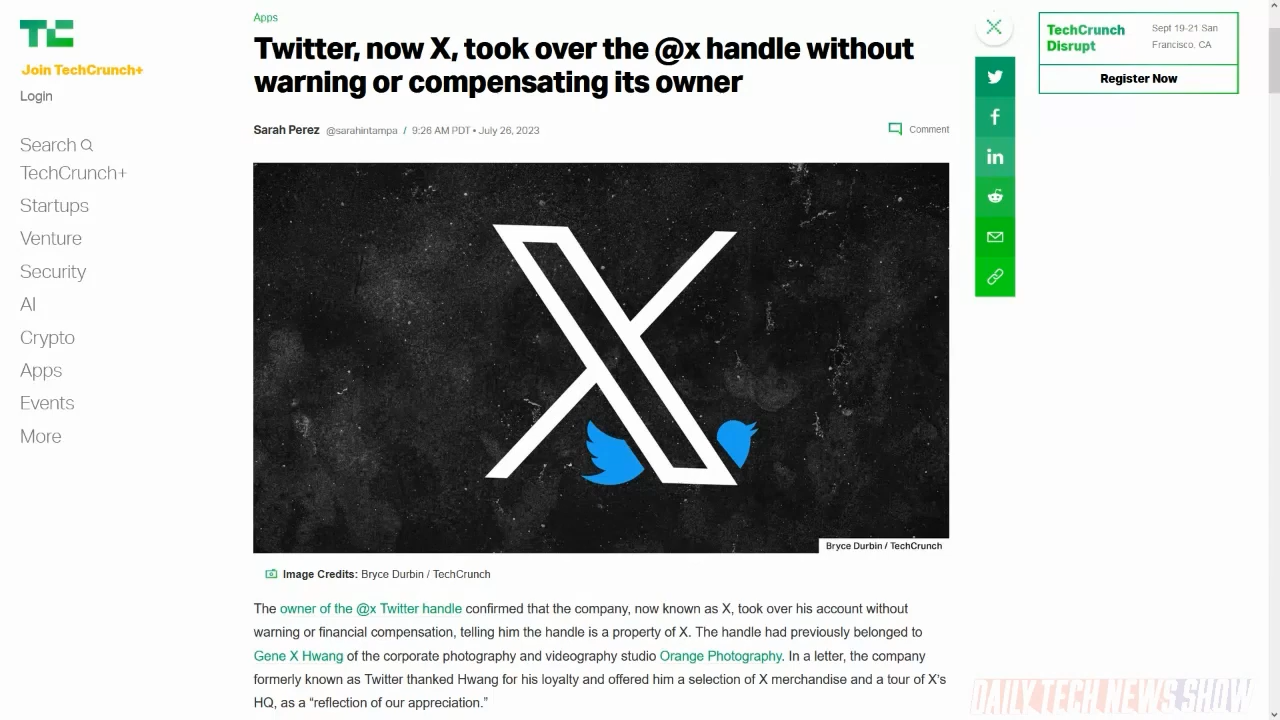 TC
Join TechCrunch+
Login
Search
TechCrunch+
Startups
Venture
Security
AI
Crypto
Apps
Events
More
Apps
Twitter, now X, took over the @x handle without
warning or compensating its owner
Sarah Perez @sarahintampa / 9:26 AM PDT • July 26, 2023
Comment
X
Bryce Durbin / TechCrunch
Image Credits: Bryce Durbin / TechCrunch
The owner of the @x Twitter handle confirmed that the company, now known as X, took over his account without
warning or financial compensation, telling him the handle is a property of X. The handle had previously belonged to
Gene X Hwang of the corporate photography and videography studio Orange Photography. In a letter, the company
formerly known as Twitter thanked Hwang for his loyalty and offered him a selection of X merchandise and a tour of X's
HQ, as a “reflection of our appreciation.”
f
in
TechCrunch
Disrupt
Sept 19-21 San
Francisco, CA
Register Now
DAILY TECH NEWS SHOW